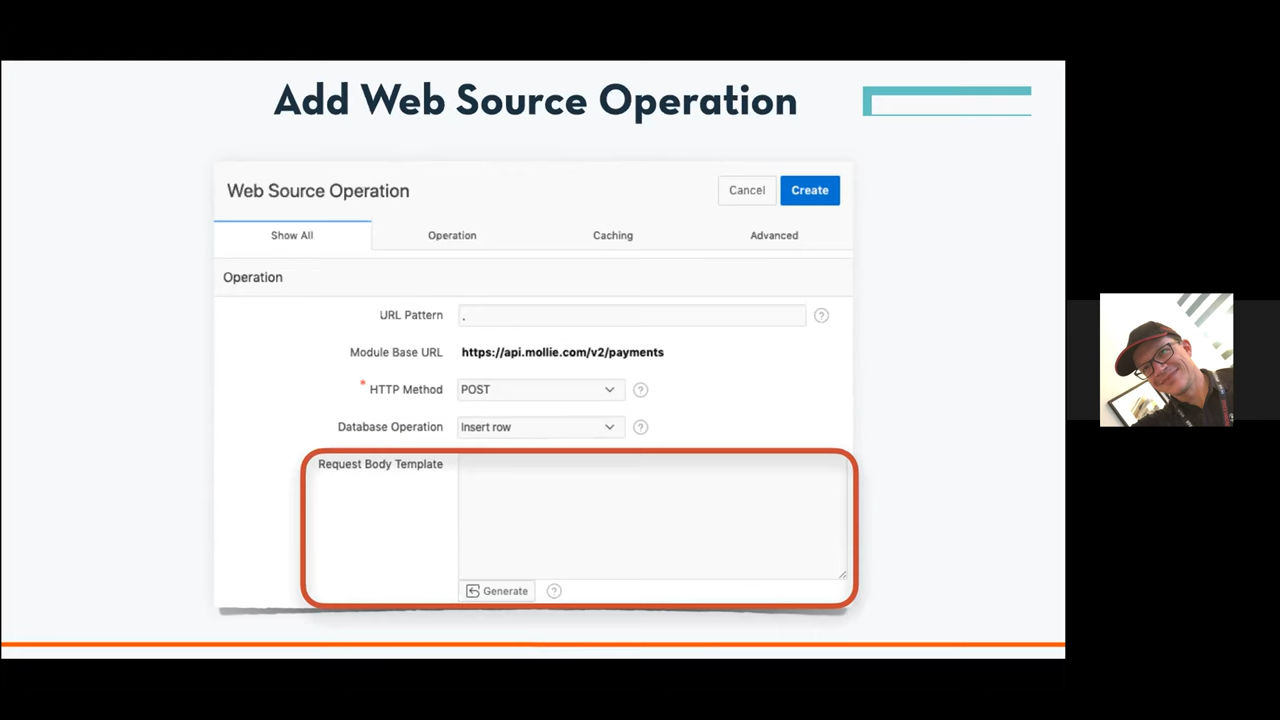 Add Web Source Operation
Web Source Operation
Cancel
Create
Show All
Operation
Caching
Advanced
Operation
URL Pattern
.
?
Module Base URL
https://api.mollie.com/v2/payments
* HTTP Method
POST
?
Database Operation
Insert row
?
Request Body Template
Generate
?